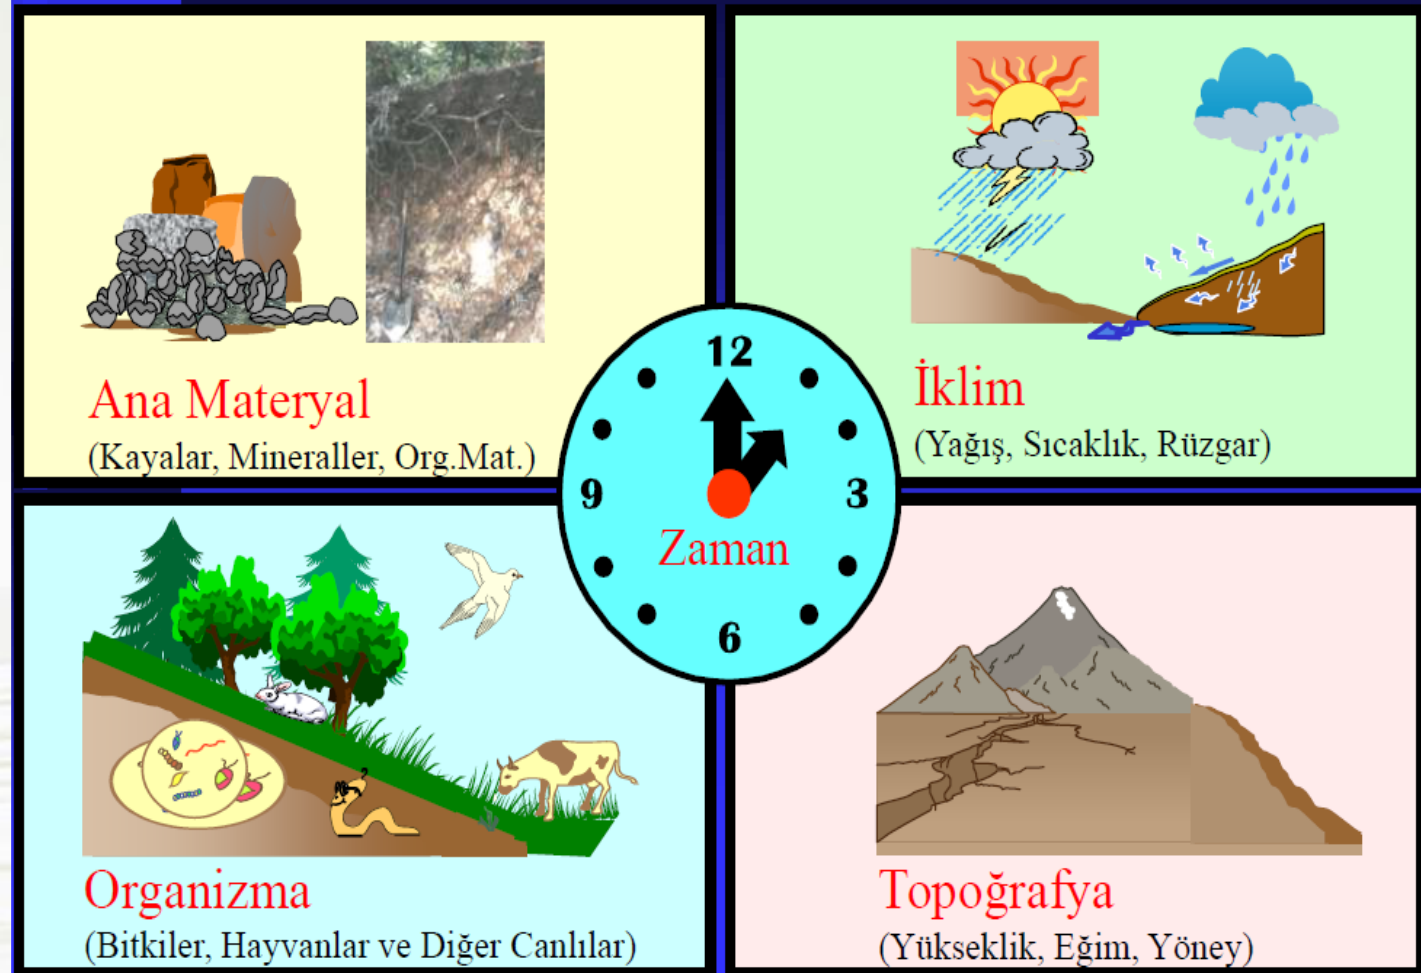 Ana Materyal
(Kayalar, Mineraller, Org.Mat.)
İklim
(Yağış, Sıcaklık, Rüzgar)
12
9
3
Zaman
6
Organizma
(Bitkiler, Hayvanlar ve Diğer Canlılar)
Topoğrafya
(Yükseklik, Eğim, Yöney)